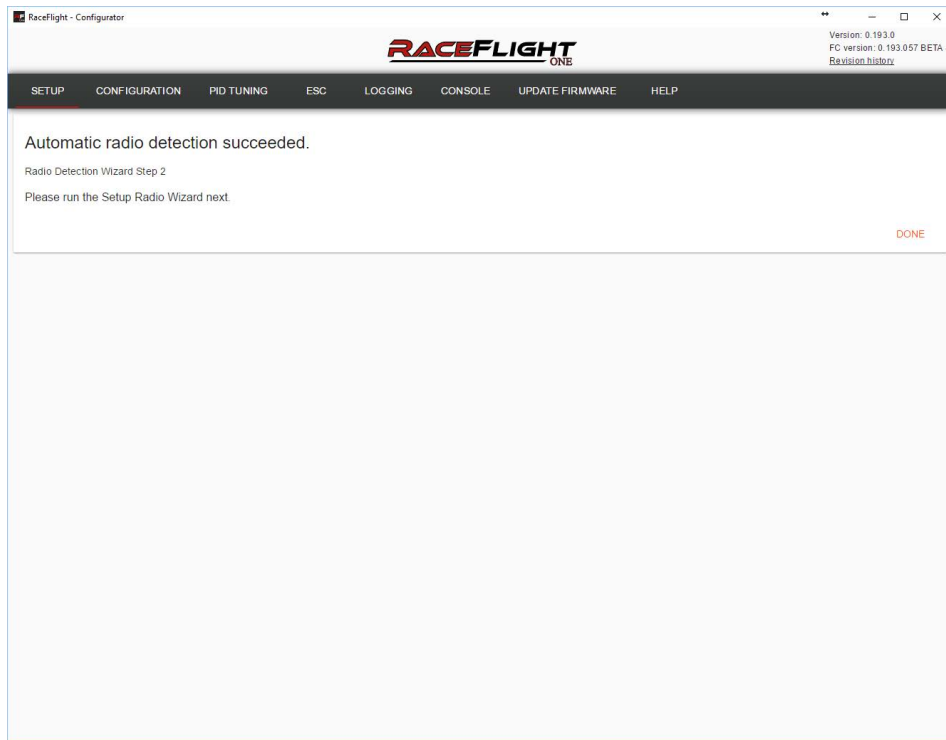 RaceFlight - Configurator
RACEFLIGHT
ONE
Version: 0.193.0
FC version: 0.193.057 BETA
Revision history
SETUP CONFIGURATION PID TUNING ESC LOGGING CONSOLE UPDATE FIRMWARE HELP
Automatic radio detection succeeded.
Radio Detection Wizard Step 2
Please run the Setup Radio Wizard next.
DONE